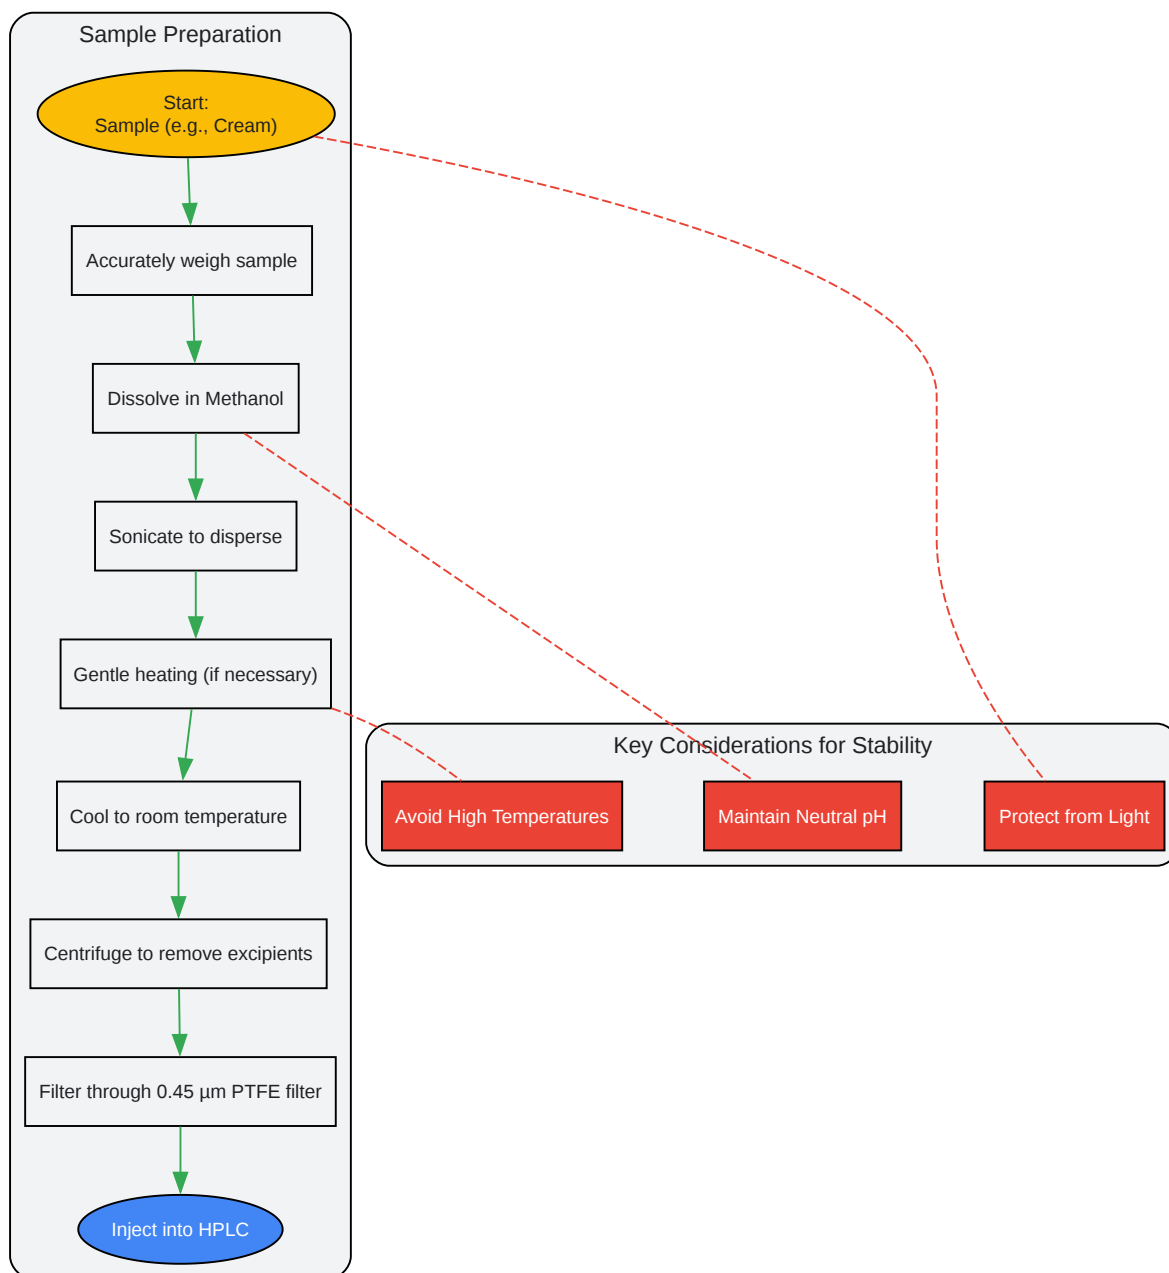 Sample Preparation
Start:
Sample (e.g., Cream)
Accurately weigh sample
Dissolve in Methanol
Sonicate to disperse
Gentle heating (if necessary)
Key Considerations for Stability
Cool to room temperature
Avoid High Temperatures
Maintain Neutral pH
Protect from Light
Centrifuge to remove excipients
Filter through 0.45 µm PTFE filter
Inject into HPLC